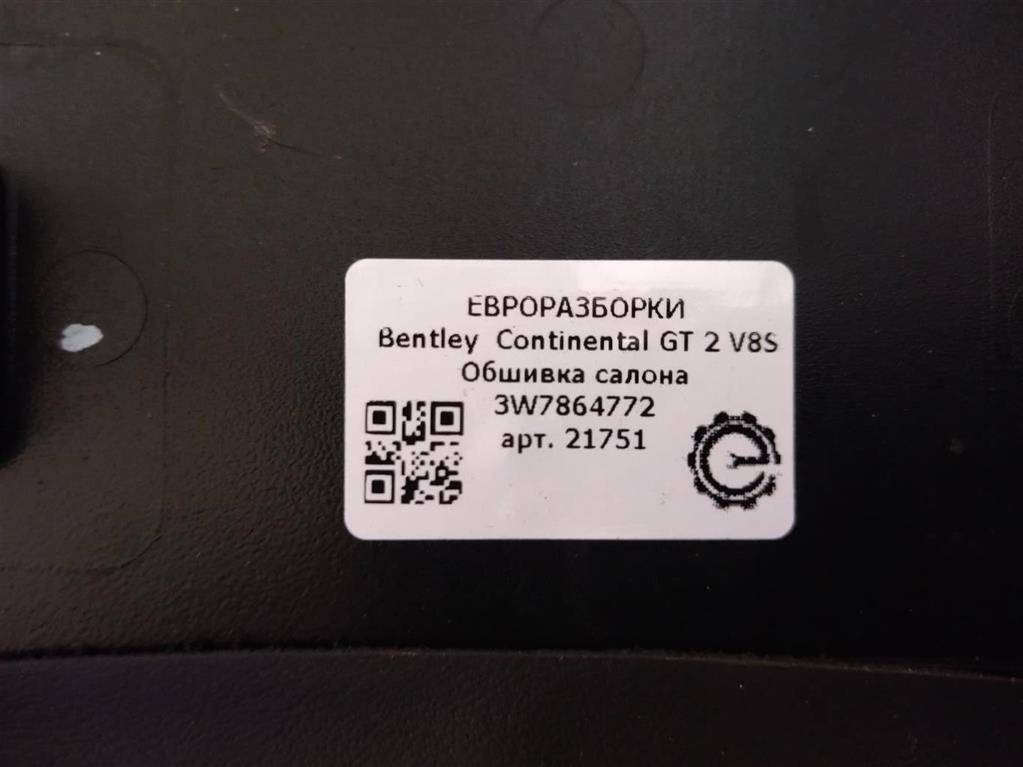 ЕВРОРАЗБОРКИ
Bentley Continental GT 2 V8S
Обшивка салона
3W7864772
арт. 21751